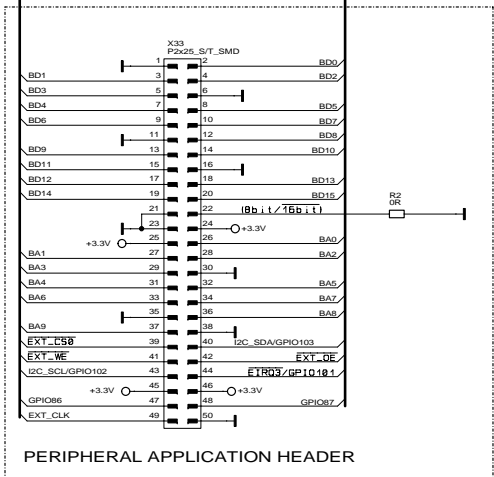 X33
P2x25_S/T_SMD
1 2 BD0
BD1 3 4 BD2
BD3 5 6
BD4 7 8 BD5
BD6 9 10 BD7
11 12 BD8
BD9 13 14 BD10
BD11 15 16
BD12 17 18 BD13
BD14 19 20 BD15
R2
0R
21 22 (8bit/16bit)
23 24 +3.3V
+3.3V 25 26 BA0
BA1 27 28 BA2
BA3 29 30
BA4 31 32 BA5
BA6 33 34 BA7
35 36 BA8
BA9 37 38
EXT_CS0 39 40 I2C_SDA/GPIO103
EXT_WE 41 42 EXT_OE
I2C_SCL/GPIO102 43 44 EIRQ3/GPIO101
+3.3V 45 46 +3.3V
GPIO86 47 48 GPIO87
EXT_CLK 49 50
PERIPHERAL APPLICATION HEADER